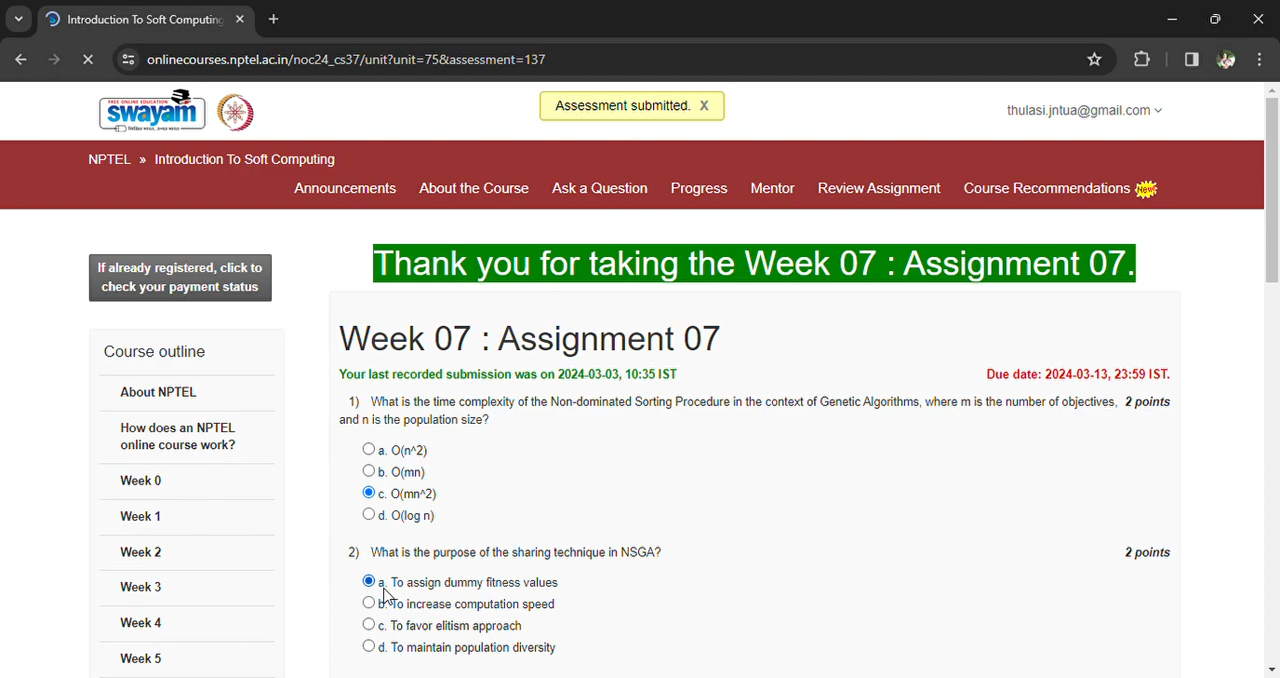 Introduction To Soft Computing
onlinecourses.nptel.ac.in/noc24_cs37/unit?unit=75&assessment=137
FREE ONLINE EDUCATION
swayam
Assessment submitted. X
thulasi.jntua@gmail.com
NPTEL » Introduction To Soft Computing
Announcements About the Course Ask a Question Progress Mentor Review Assignment Course Recommendations New!
If already registered, click to
check your payment status
Thank you for taking the Week 07 : Assignment 07.
Course outline
About NPTEL
How does an NPTEL
online course work?
Week 0
Week 1
Week 2
Week 3
Week 4
Week 5
Week 07 : Assignment 07
Your last recorded submission was on 2024-03-03, 10:35 IST Due date: 2024-03-13, 23:59 IST.
1) What is the time complexity of the Non-dominated Sorting Procedure in the context of Genetic Algorithms, where m is the number of objectives, 2 points
and n is the population size?
a. O(n^2)
b. O(mn)
c. O(mn^2)
d. O(log n)
2) What is the purpose of the sharing technique in NSGA? 2 points
a. To assign dummy fitness values
b. To increase computation speed
c. To favor elitism approach
d. To maintain population diversity